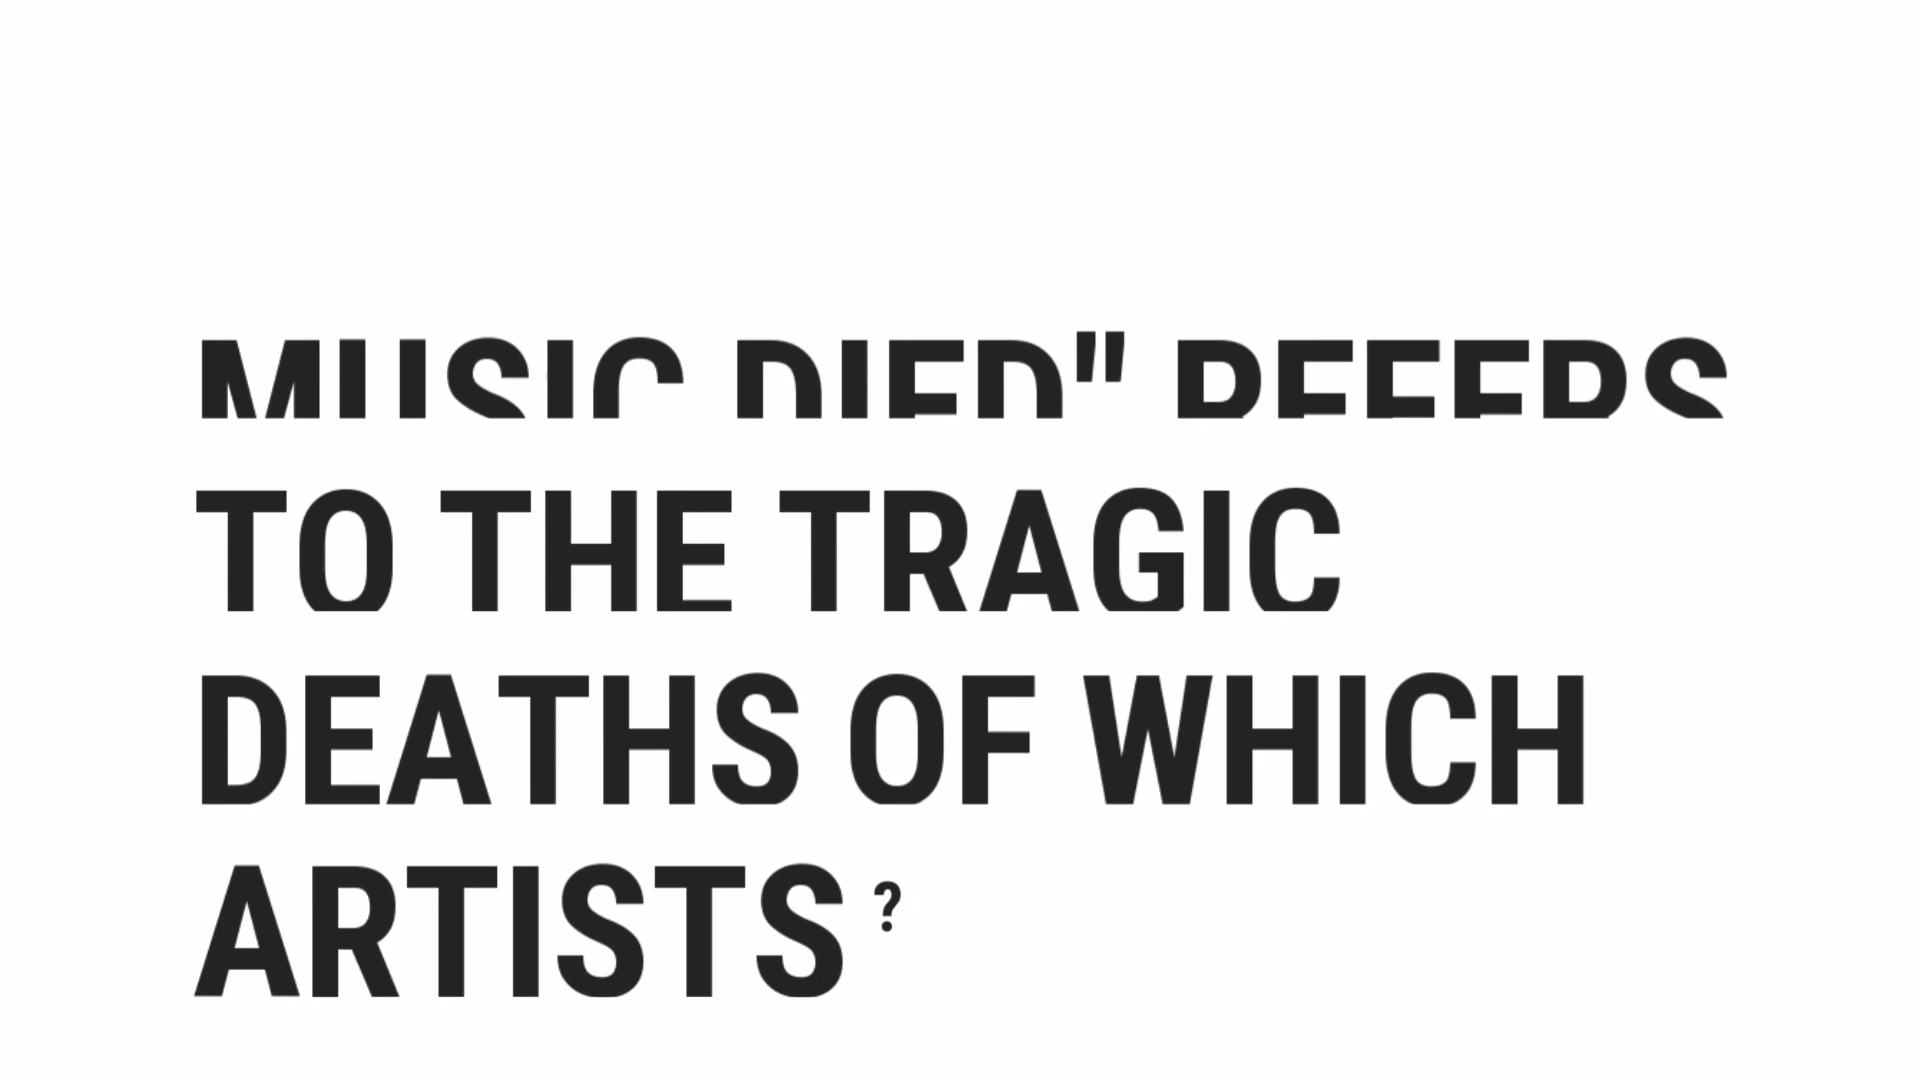 MUSIC DIED" REFERS
TO THE TRAGIC
DEATHS OF WHICH
ARTISTS ?